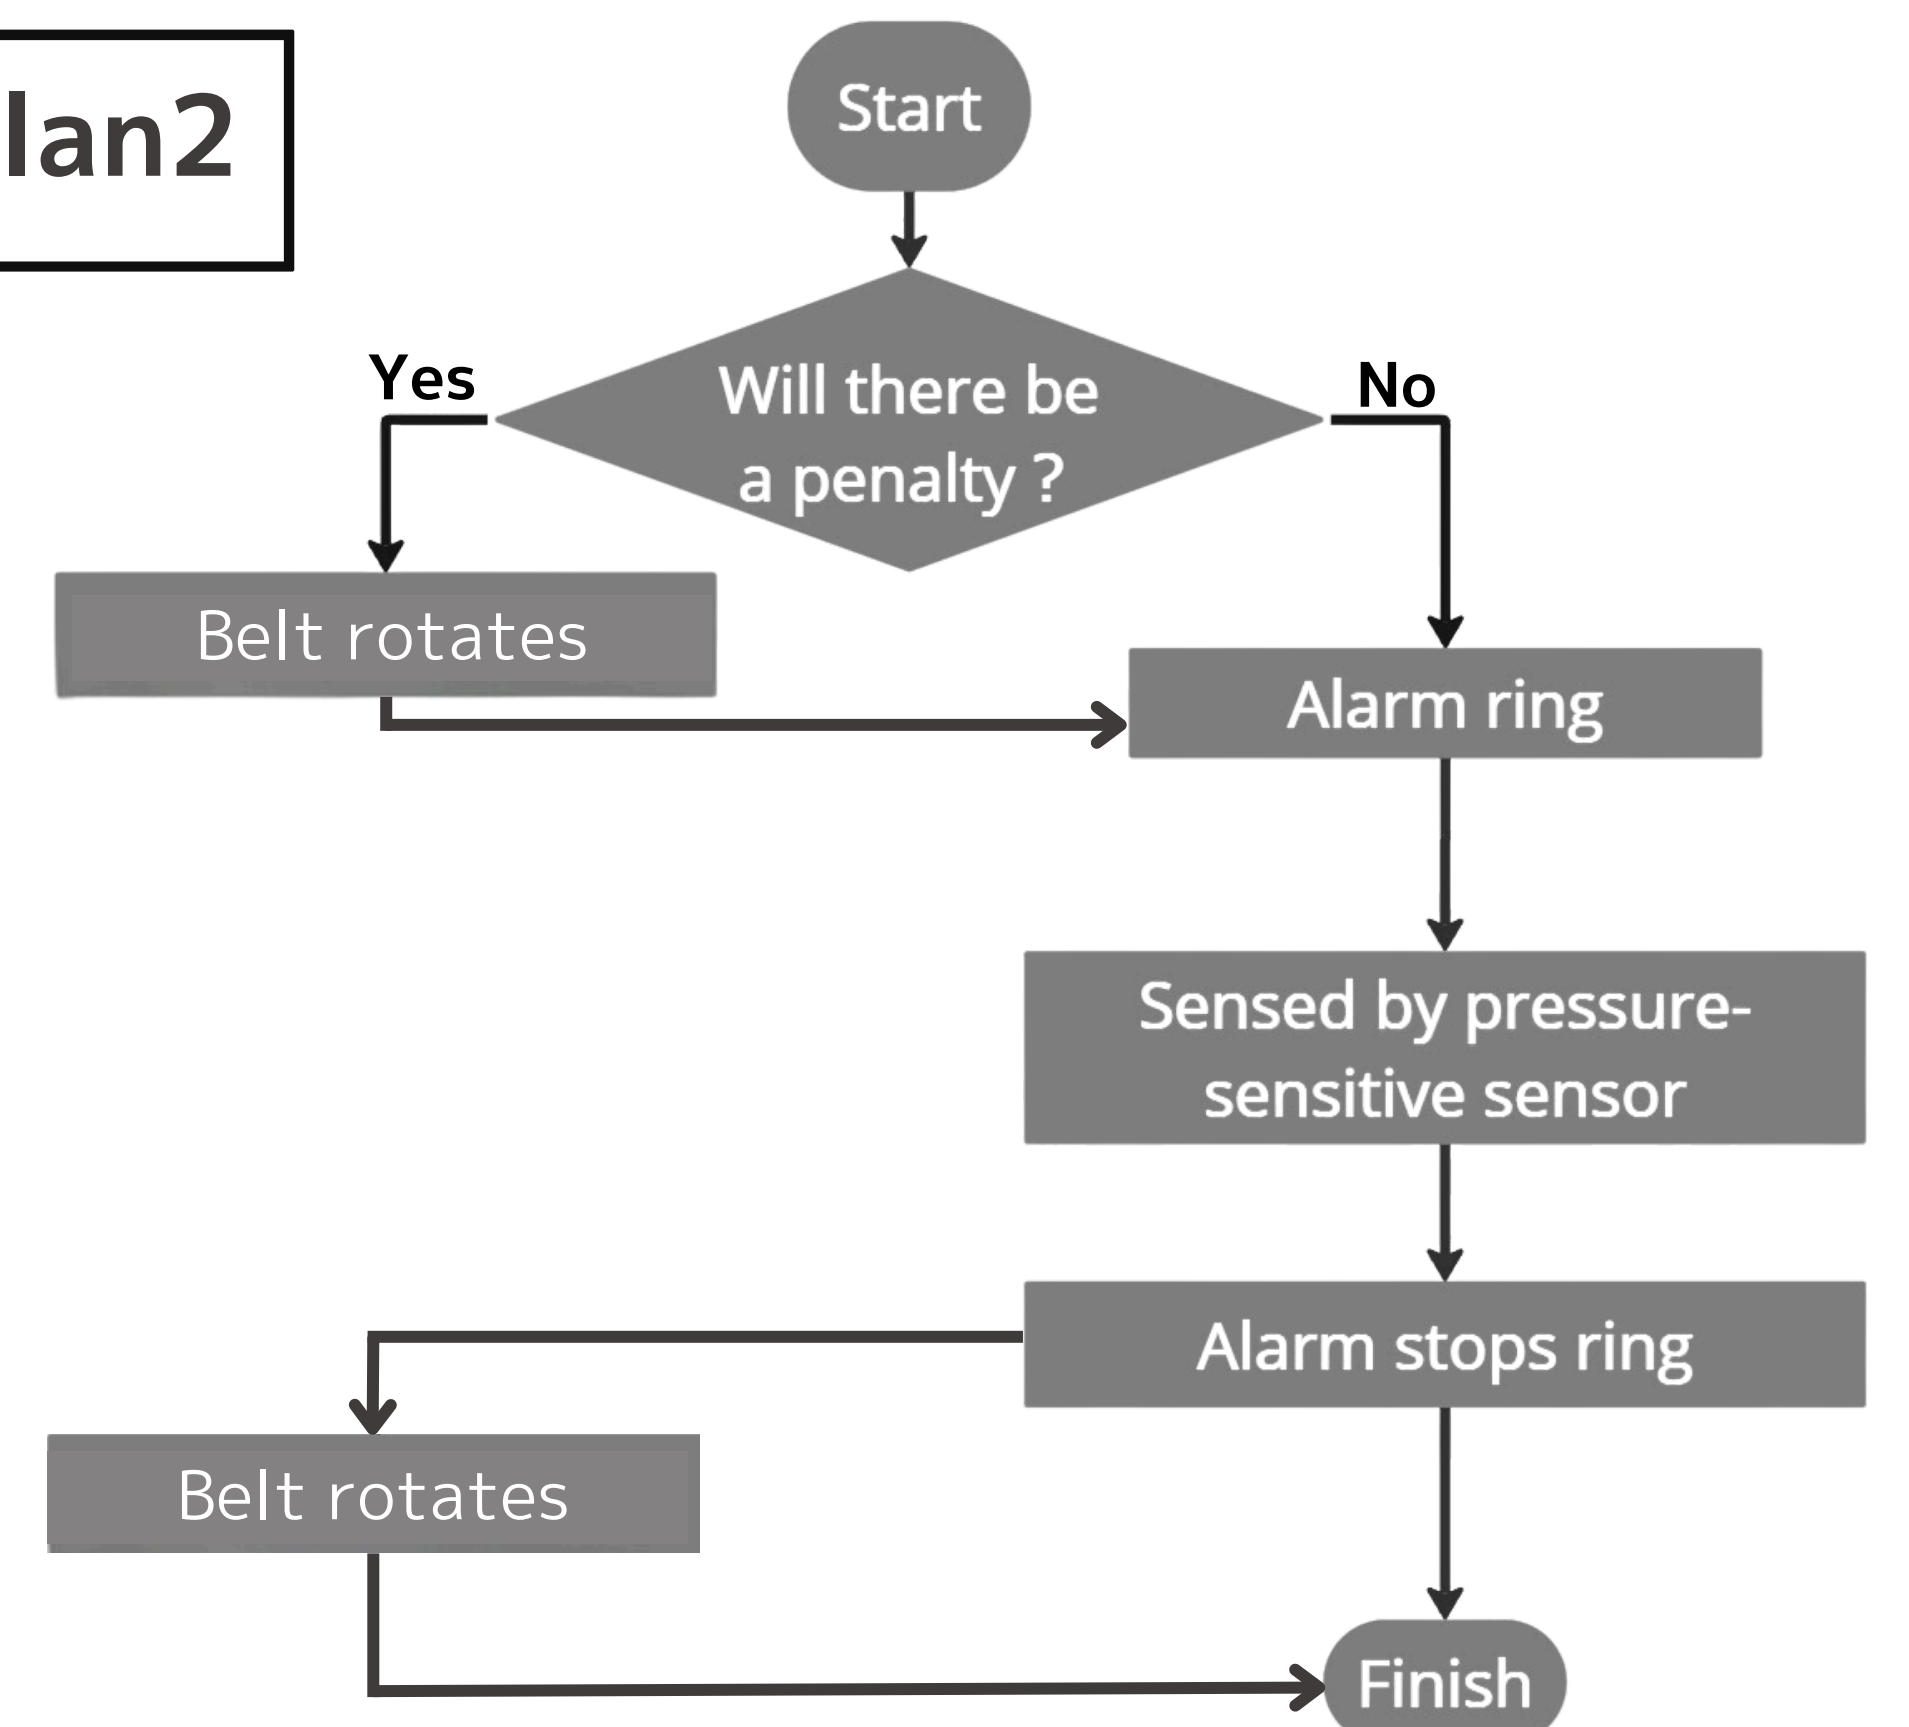 lan2
Start
Will there be
a penalty ?
Yes
No
Belt rotates
Alarm ring
Sensed by pressure-
sensitive sensor
Alarm stops ring
Belt rotates
Finish